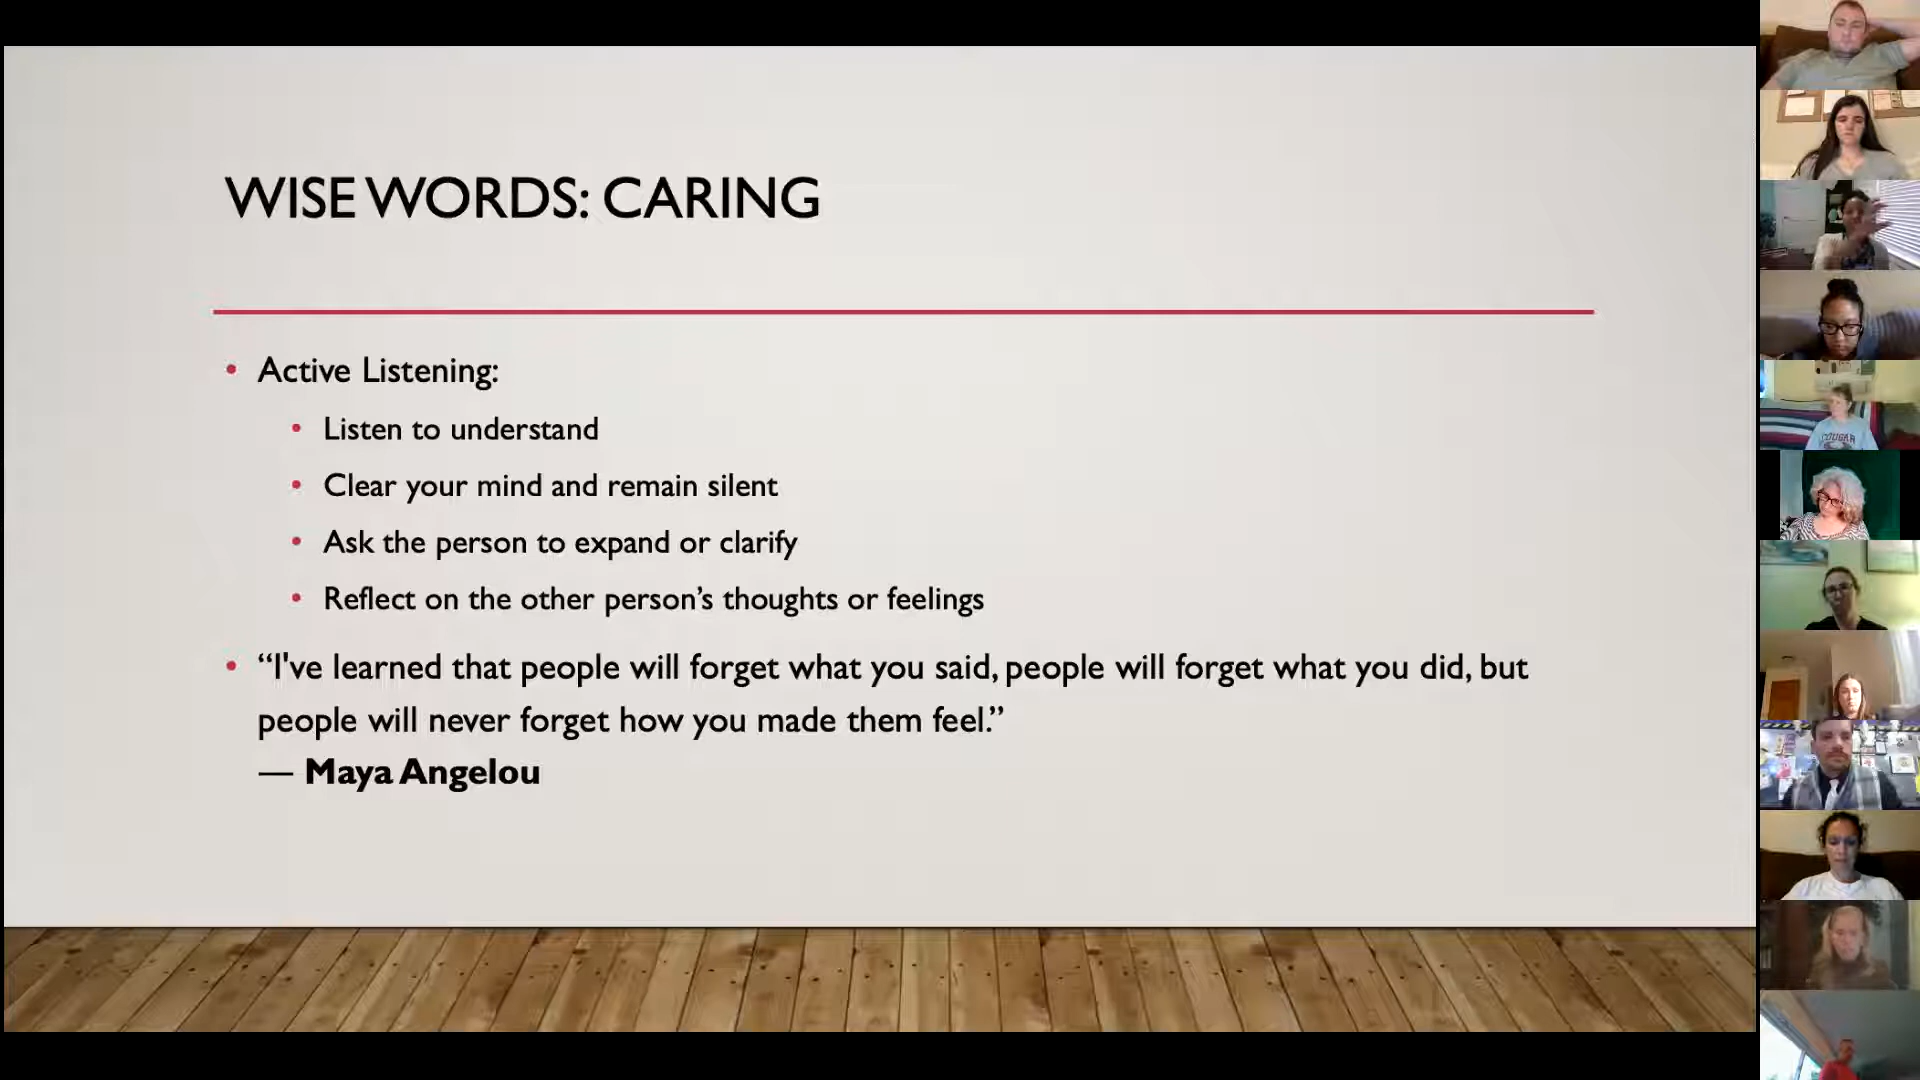 WISE WORDS: CARING
• Active Listening:
• Listen to understand
• Clear your mind and remain silent
• Ask the person to expand or clarify
• Reflect on the other person’s thoughts or feelings
• “I've learned that people will forget what you said, people will forget what you did, but
people will never forget how you made them feel.”
— Maya Angelou
COUGAR